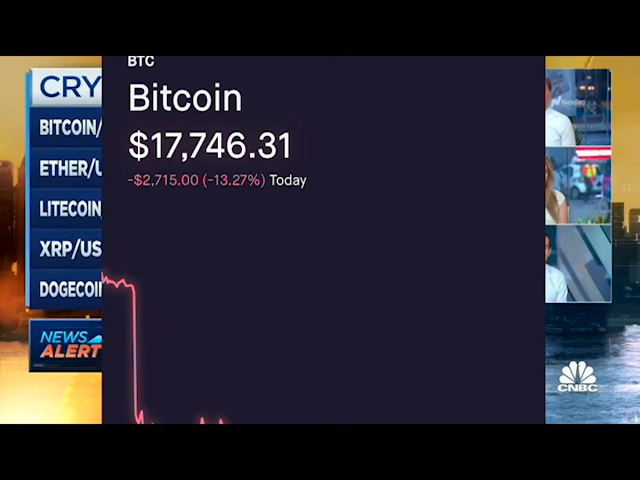 BTC
Bitcoin
$17,746.31
-$2,715.00 (-13.27%) Today
CRY
BITCOIN/
ETHER/U
LITECOIN
XRP/US
DOGECOI
NEWS
ALERT
Nasdaq
CNBC